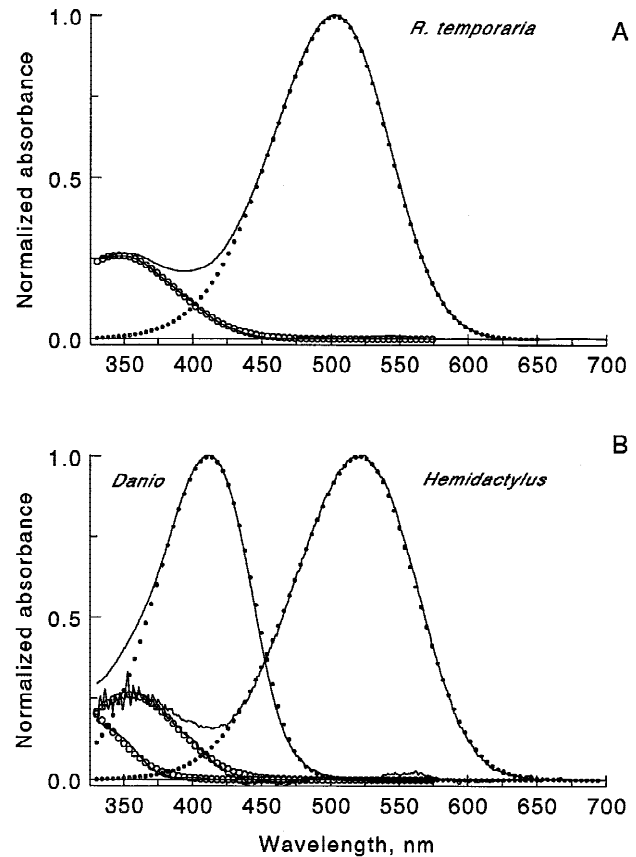 R. temporaria
A
Normalized absorbance
1.0
0.5
0.0
350 400 450 500 550 600 650 700
B
Danio
Hemidactylus
Normalized absorbance
1.0
0.5
0.0
350 400 450 500 550 600 650 700
Wavelength, nm